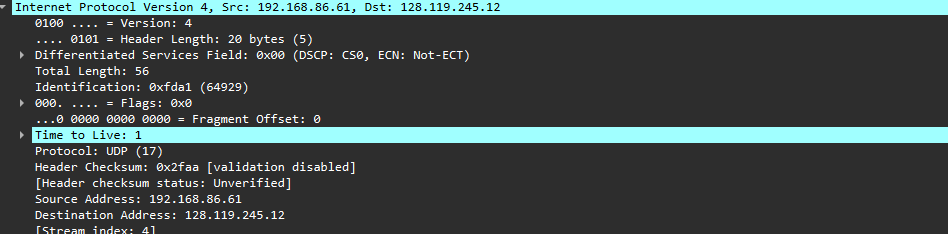 Internet Protocol Version 4, Src: 192.168.86.61, Dst: 128.119.245.12
0100 .... = Version: 4
.... 0101 = Header Length: 20 bytes (5)
Differentiated Services Field: 0x00 (DSCP: CS0, ECN: Not-ECT)
Total Length: 56
Identification: 0xfda1 (64929)
000. .... = Flags: 0x0
...0 0000 0000 0000 = Fragment Offset: 0
Time to Live: 1
Protocol: UDP (17)
Header Checksum: 0x2faa [validation disabled]
[Header checksum status: Unverified]
Source Address: 192.168.86.61
Destination Address: 128.119.245.12
[Stream index: 4]